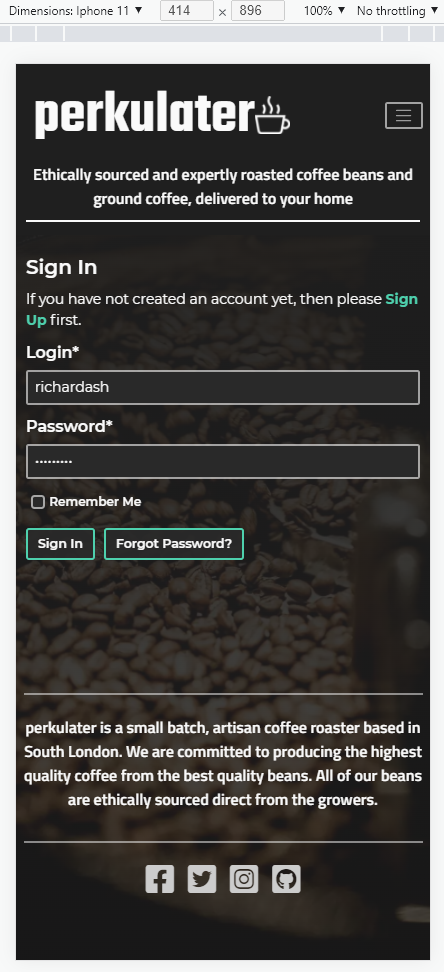 Dimensions: Iphone 11 ▼ 414 × 896 100% ▼ No throttling ▼
perkulater
Ethically sourced and expertly roasted coffee beans and
ground coffee, delivered to your home
Sign In
If you have not created an account yet, then please Sign
Up first.
Login*
richardash
Password*
•••••••••
Remember Me
Sign In Forgot Password?
perkulater is a small batch, artisan coffee roaster based in
South London. We are committed to producing the highest
quality coffee from the best quality beans. All of our beans
are ethically sourced direct from the growers.